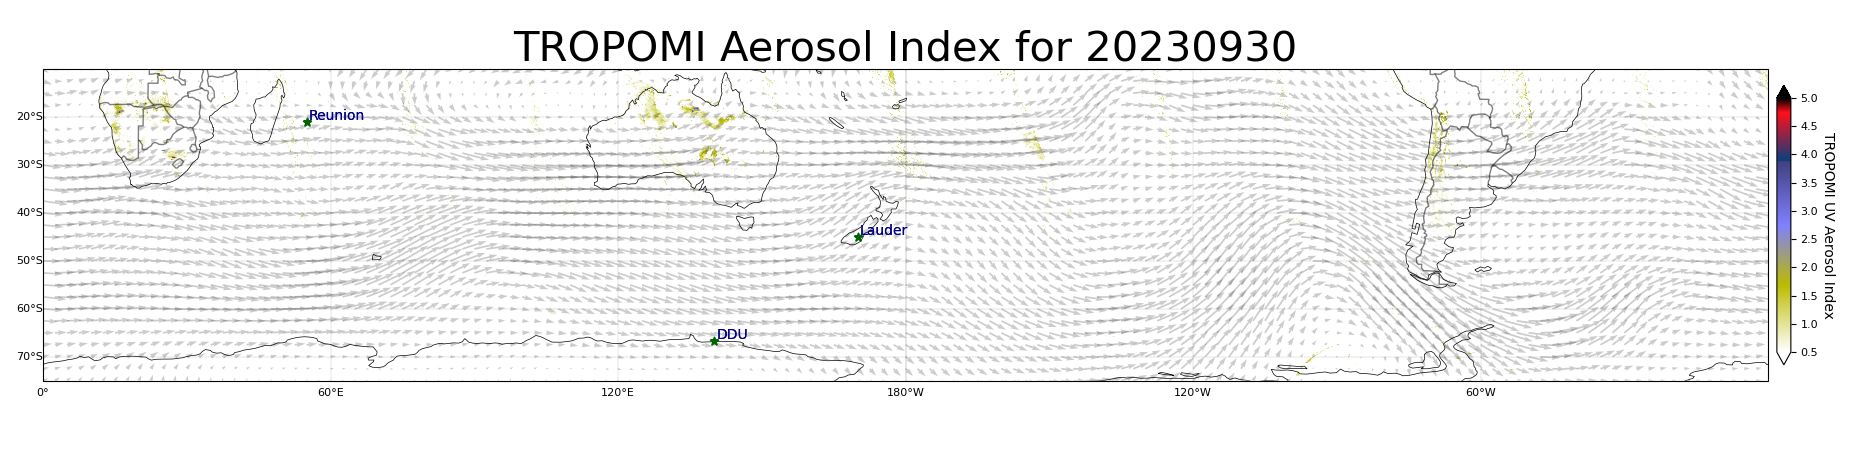 TROPOMI Aerosol Index for 20230930
Reunion
Lauder
DDU
20°S
30°S
40°S
50°S
60°S
70°S
0°
60°E
120°E
180°W
120°W
60°W
5.0
4.5
4.0
3.5
3.0
2.5
2.0
1.5
1.0
0.5
TROPOMI UV Aerosol Index